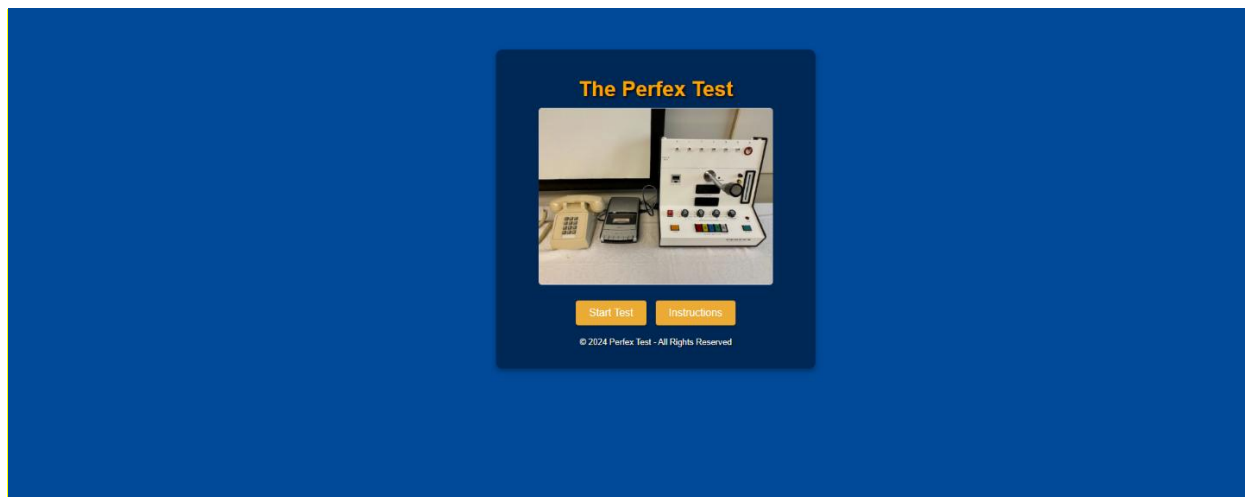 The Perfex Test
Start Test
Instructions
© 2024 Perfex Test - All Rights Reserved